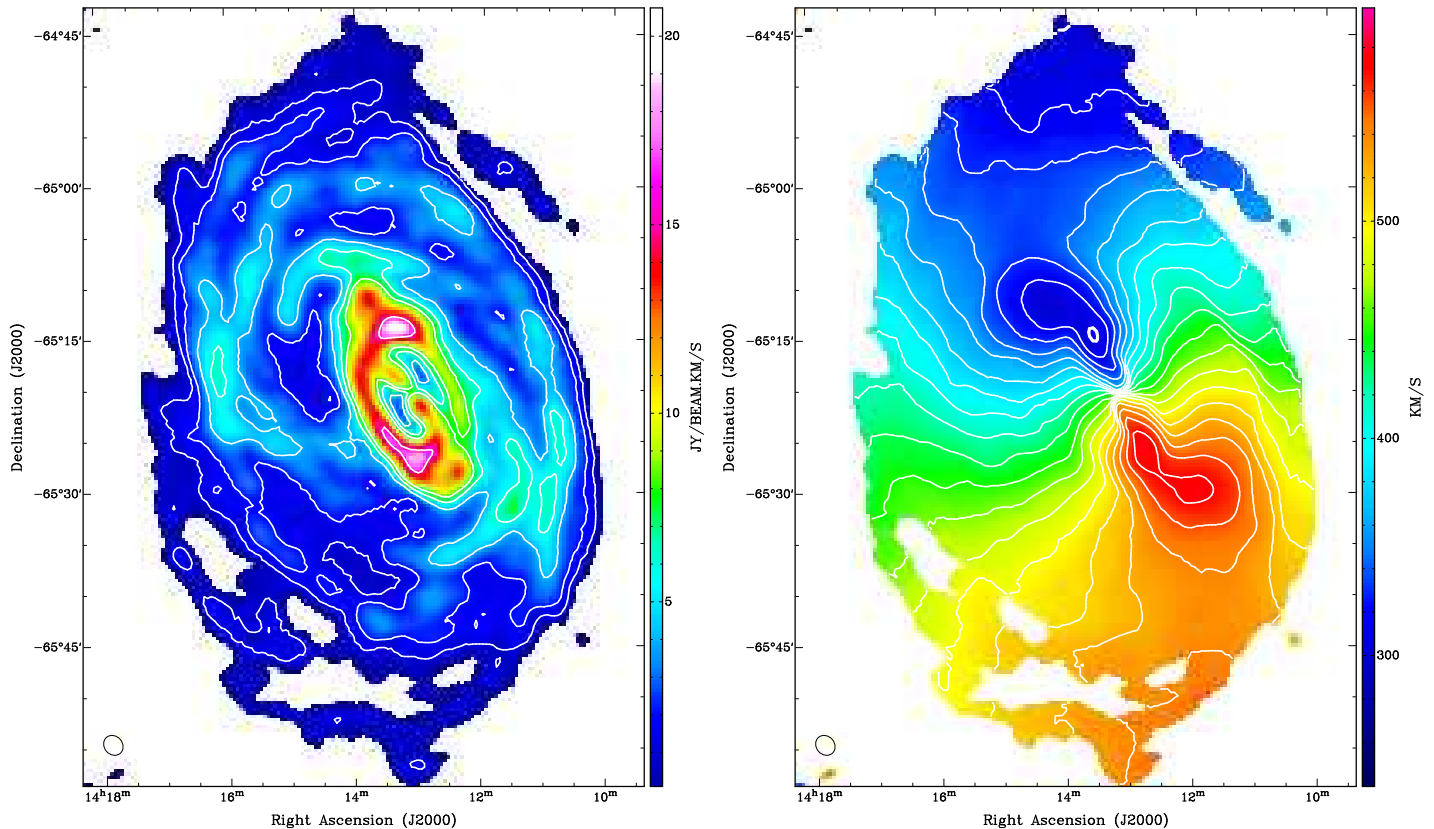 −64°45′
−65°00′
−65°15′
−65°30′
−65°45′
Declination (J2000)
14ʰ18ᵐ
16ᵐ
14ᵐ
12ᵐ
10ᵐ
Right Ascension (J2000)
20
15
10
5
JY/BEAM.KM/S
−64°45′
−65°00′
−65°15′
−65°30′
−65°45′
Declination (J2000)
14ʰ18ᵐ
16ᵐ
14ᵐ
12ᵐ
10ᵐ
Right Ascension (J2000)
500
400
300
KM/S